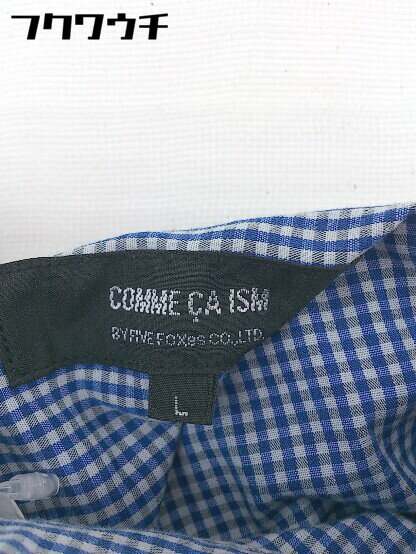 フクワウチ
COMME ÇA ISM
BY FIVE FOXes CO.,LTD.
L